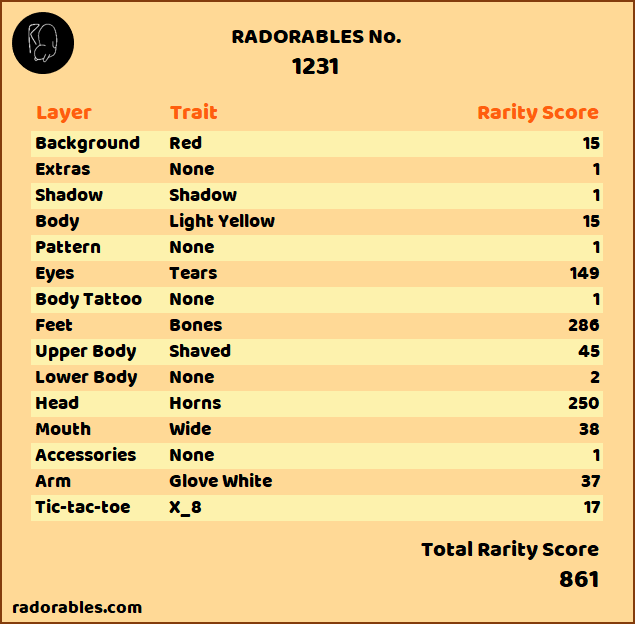 RADORABLES No.
1231
Layer Trait Rarity Score
Background Red 15
Extras None 1
Shadow Shadow 1
Body Light Yellow 15
Pattern None 1
Eyes Tears 149
Body Tattoo None 1
Feet Bones 286
Upper Body Shaved 45
Lower Body None 2
Head Horns 250
Mouth Wide 38
Accessories None 1
Arm Glove White 37
Tic-tac-toe X_8 17
Total Rarity Score
861
radorables.com